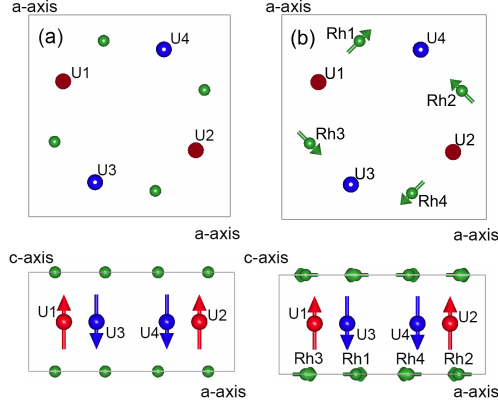 a-axis
a-axis
(a)
U4
U1
U2
U3
a-axis
(b)
Rh1
U4
U1
Rh2
Rh3
U2
U3
Rh4
a-axis
c-axis
U1
U3
U4
U2
a-axis
c-axis
U1
U3
U4
U2
Rh3
Rh1
Rh4
Rh2
a-axis